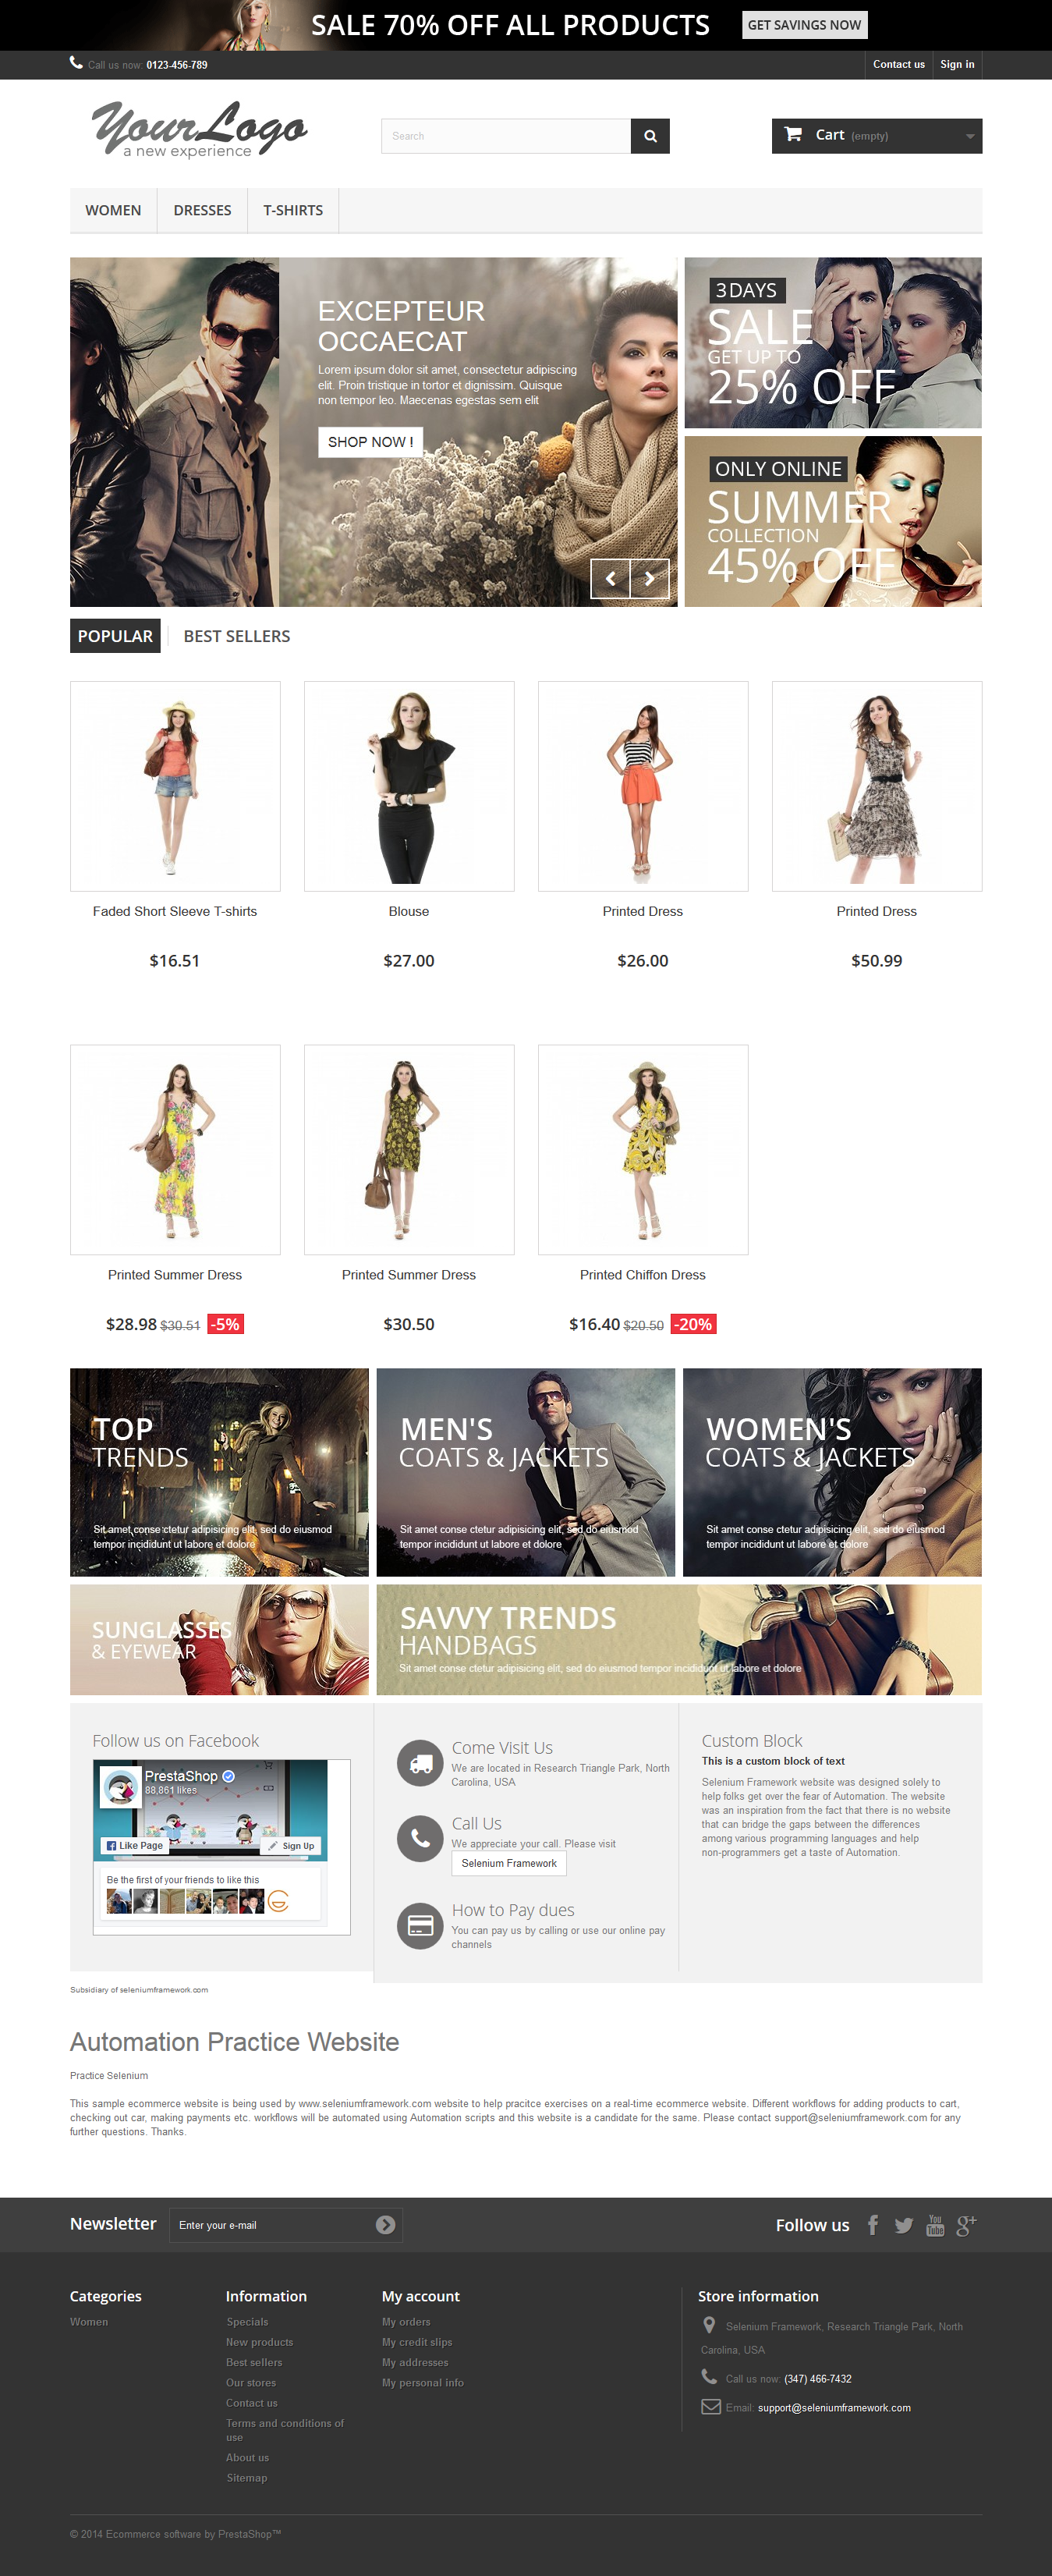 SALE 70% OFF ALL PRODUCTS
GET SAVINGS NOW
Call us now: 0123-456-789
Contact us
Sign in
YourLogo
a new experience
Search
Cart (empty)
WOMEN
DRESSES
T-SHIRTS
EXCEPTEUR
OCCAECAT
Lorem ipsum dolor sit amet, consectetur adipiscing
elit. Proin tristique in tortor et dignissim. Quisque
non tempor leo. Maecenas egestas sem elit
SHOP NOW !
3 DAYS
SALE
GET UP TO
25% OFF
ONLY ONLINE
SUMMER
COLLECTION
45% OFF
POPULAR
BEST SELLERS
Faded Short Sleeve T-shirts
$16.51
Blouse
$27.00
Printed Dress
$26.00
Printed Dress
$50.99
Printed Summer Dress
$28.98 $30.51 -5%
Printed Summer Dress
$30.50
Printed Chiffon Dress
$16.40 $20.50 -20%
TOP
TRENDS
Sit amet conse ctetur adipisicing elit, sed do eiusmod
tempor incididunt ut labore et dolore
MEN'S
COATS & JACKETS
Sit amet conse ctetur adipisicing elit, sed do eiusmod
tempor incididunt ut labore et dolore
WOMEN'S
COATS & JACKETS
Sit amet conse ctetur adipisicing elit, sed do eiusmod
tempor incididunt ut labore et dolore
SUNGLASSES
& EYEWEAR
SAVVY TRENDS
HANDBAGS
Sit amet conse ctetur adipisicing elit, sed do eiusmod tempor incididunt ut labore et dolore
Follow us on Facebook
PrestaShop
88,861 likes
Like Page
Sign Up
Be the first of your friends to like this
Come Visit Us
We are located in Research Triangle Park, North
Carolina, USA
Call Us
We appreciate your call. Please visit
Selenium Framework
How to Pay dues
You can pay us by calling or use our online pay
channels
Custom Block
This is a custom block of text
Selenium Framework website was designed solely to
help folks get over the fear of Automation. The website
was an inspiration from the fact that there is no website
that can bridge the gaps between the differences
among various programming languages and help
non-programmers get a taste of Automation.
Subsidiary of seleniumframework.com
Automation Practice Website
Practice Selenium
This sample ecommerce website is being used by www.seleniumframework.com website to help pracitce exercises on a real-time ecommerce website. Different workflows for adding products to cart,
checking out car, making payments etc. workflows will be automated using Automation scripts and this website is a candidate for the same. Please contact support@seleniumframework.com for any
further questions. Thanks.
Newsletter
Enter your e-mail
Follow us
You
Tube
Categories
Women
Information
Specials
New products
Best sellers
Our stores
Contact us
Terms and conditions of
use
About us
Sitemap
My account
My orders
My credit slips
My addresses
My personal info
Store information
Selenium Framework, Research Triangle Park, North
Carolina, USA
Call us now: (347) 466-7432
Email: support@seleniumframework.com
© 2014 Ecommerce software by PrestaShop™